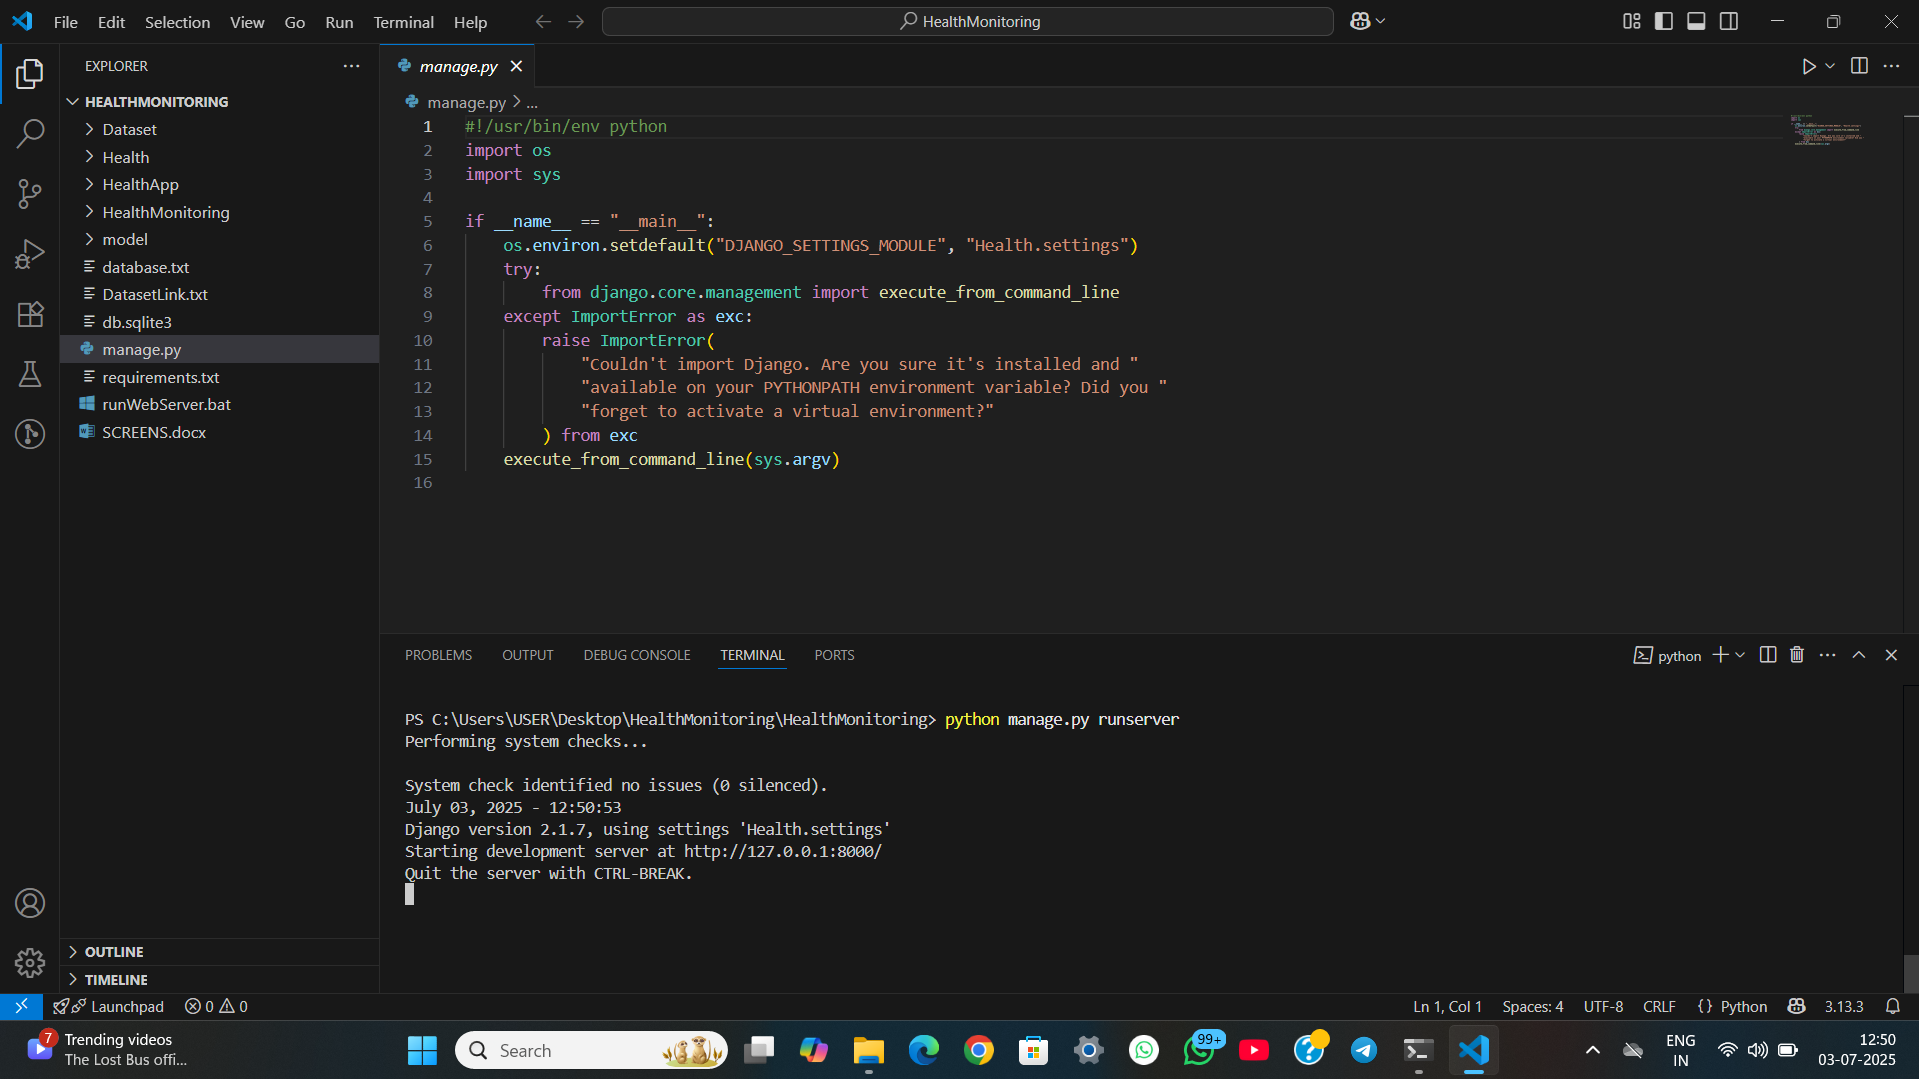 File Edit Selection View Go Run Terminal Help
HealthMonitoring
EXPLORER
HEALTHMONITORING
Dataset
Health
HealthApp
HealthMonitoring
model
database.txt
DatasetLink.txt
db.sqlite3
manage.py
requirements.txt
runWebServer.bat
SCREENS.docx
OUTLINE
TIMELINE
manage.py
manage.py > ...
1 #!/usr/bin/env python
2 import os
3 import sys
4
5 if __name__ == "__main__":
6 os.environ.setdefault("DJANGO_SETTINGS_MODULE", "Health.settings")
7 try:
8 from django.core.management import execute_from_command_line
9 except ImportError as exc:
10 raise ImportError(
11 "Couldn't import Django. Are you sure it's installed and "
12 "available on your PYTHONPATH environment variable? Did you "
13 "forget to activate a virtual environment?"
14 ) from exc
15 execute_from_command_line(sys.argv)
16
PROBLEMS OUTPUT DEBUG CONSOLE TERMINAL PORTS
python
PS C:\Users\USER\Desktop\HealthMonitoring\HealthMonitoring> python manage.py runserver
Performing system checks...
System check identified no issues (0 silenced).
July 03, 2025 - 12:50:53
Django version 2.1.7, using settings 'Health.settings'
Starting development server at http://127.0.0.1:8000/
Quit the server with CTRL-BREAK.
Launchpad 0 0
Ln 1, Col 1 Spaces: 4 UTF-8 CRLF {} Python 3.13.3
7
Trending videos
The Lost Bus offi...
Search
99+
ENG
IN
12:50
03-07-2025